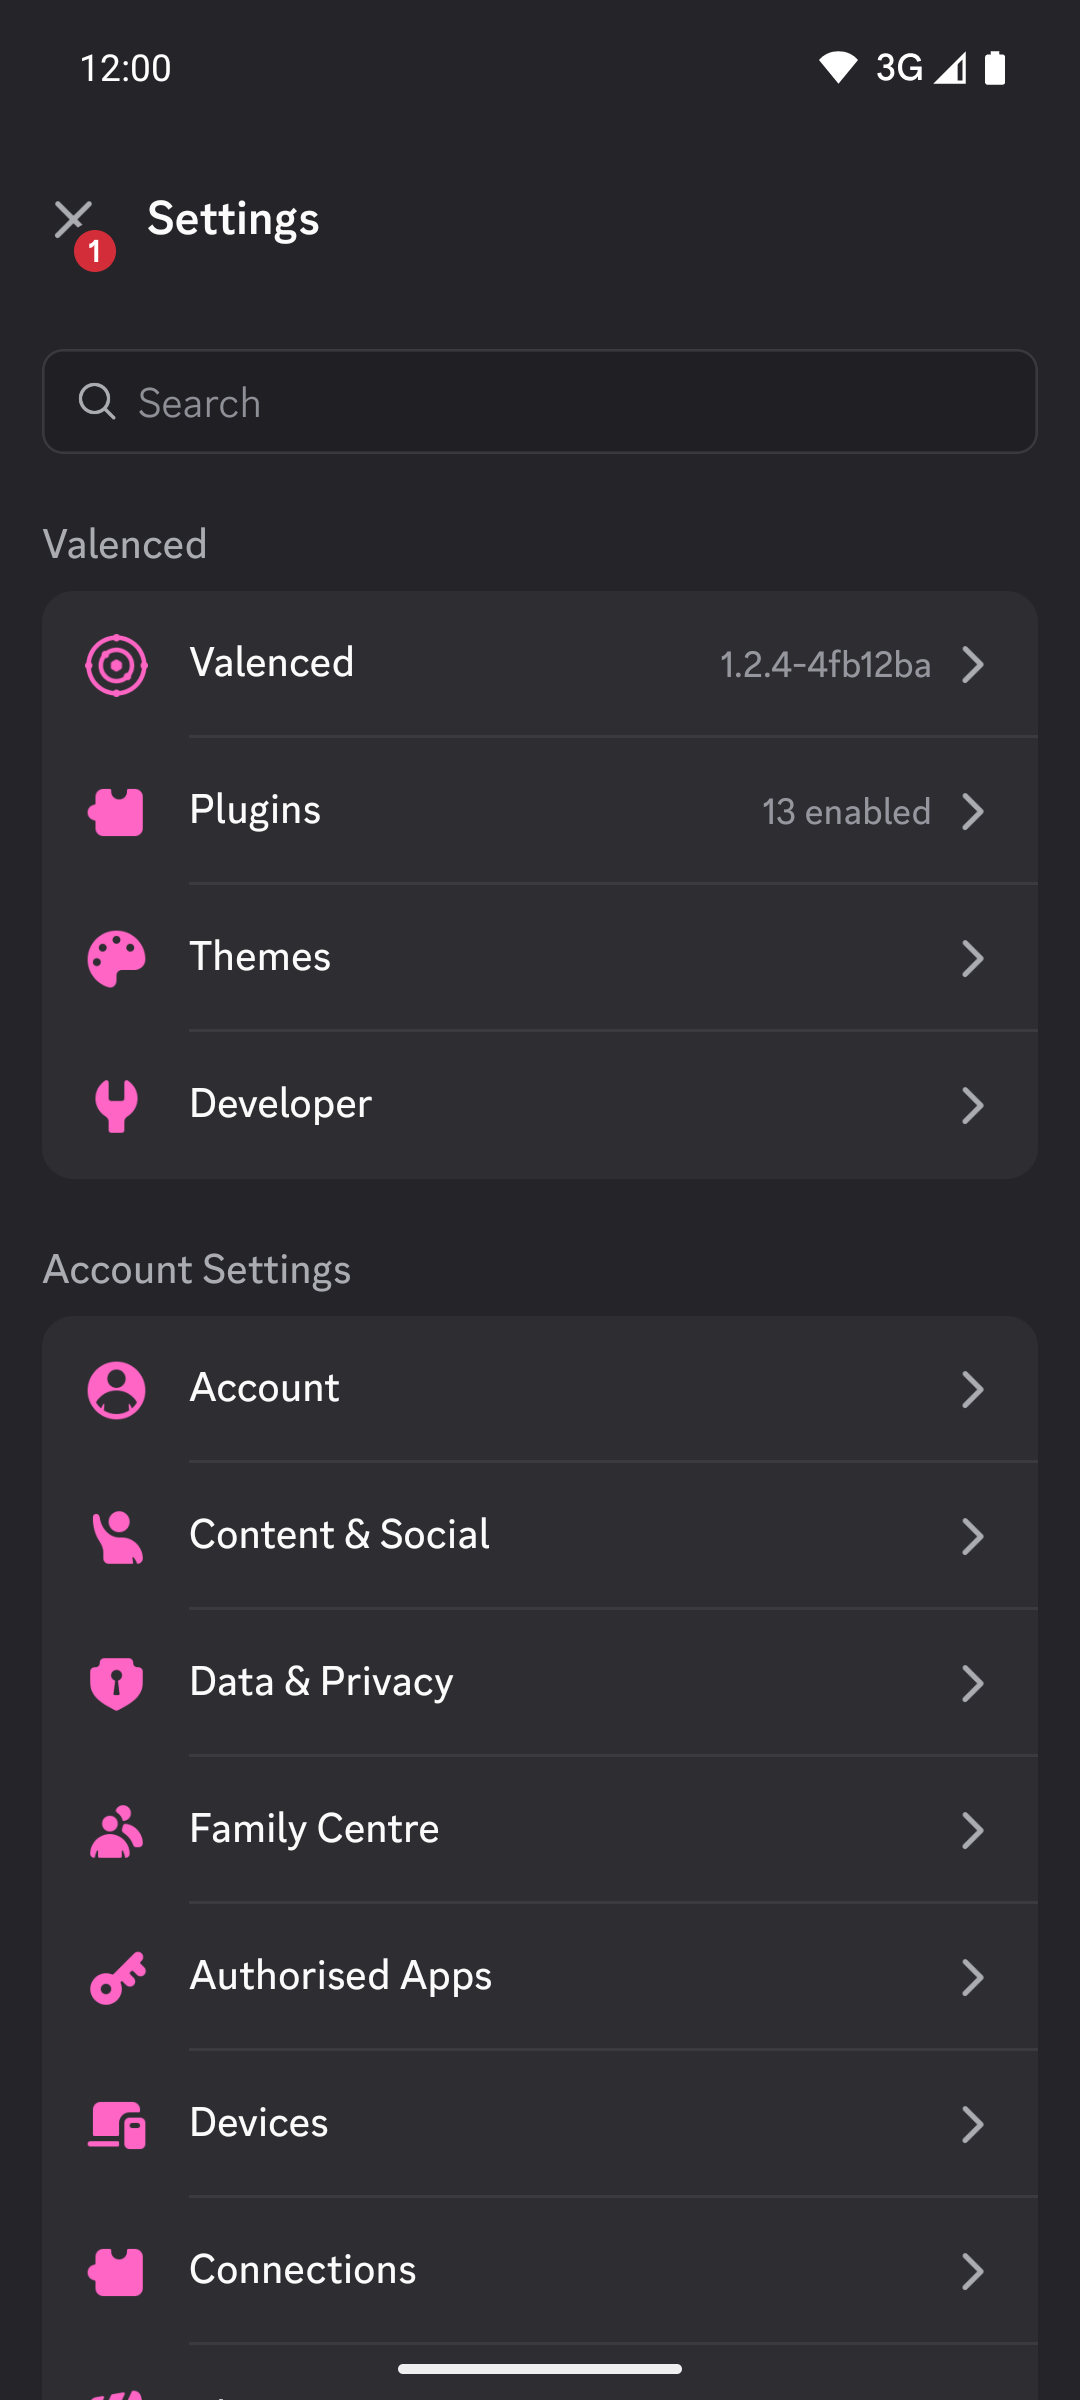 12:00
3G
Settings
1
Search
Valenced
Valenced
1.2.4-4fb12ba
Plugins
13 enabled
Themes
Developer
Account Settings
Account
Content & Social
Data & Privacy
Family Centre
Authorised Apps
Devices
Connections